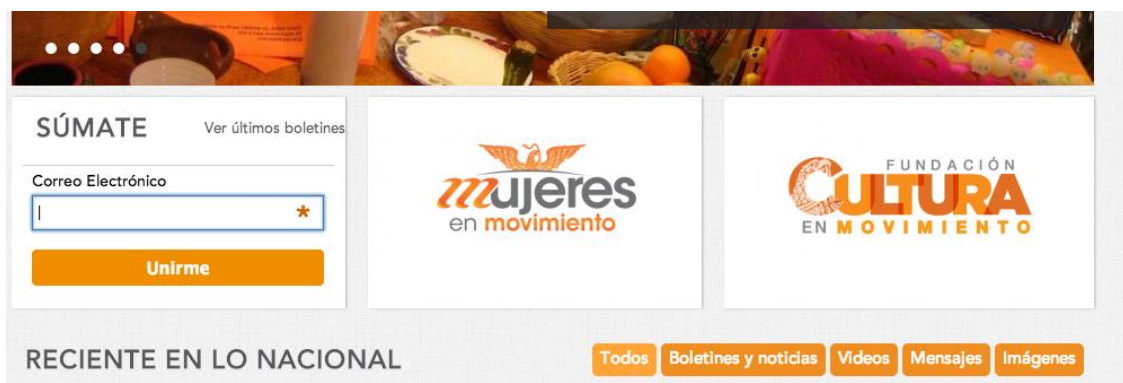 SÚMATE Ver últimos boletines
Correo Electrónico
*
Unirme
mujeres
en movimiento
FUNDACIÓN
CULTURA
EN MOVIMIENTO
RECIENTE EN LO NACIONAL
Todos Boletines y noticias Videos Mensajes Imágenes